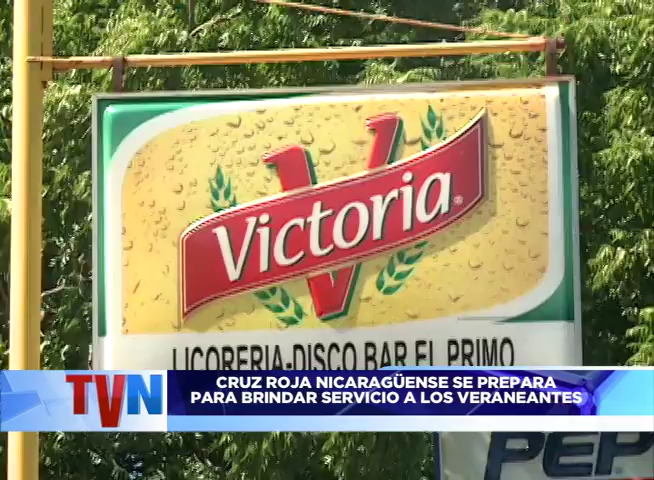 Victoria®
LICORERIA-DISCO BAR EL PRIMO
TVN
CRUZ ROJA NICARAGÜENSE SE PREPARA
PARA BRINDAR SERVICIO A LOS VERANEANTES
PEP